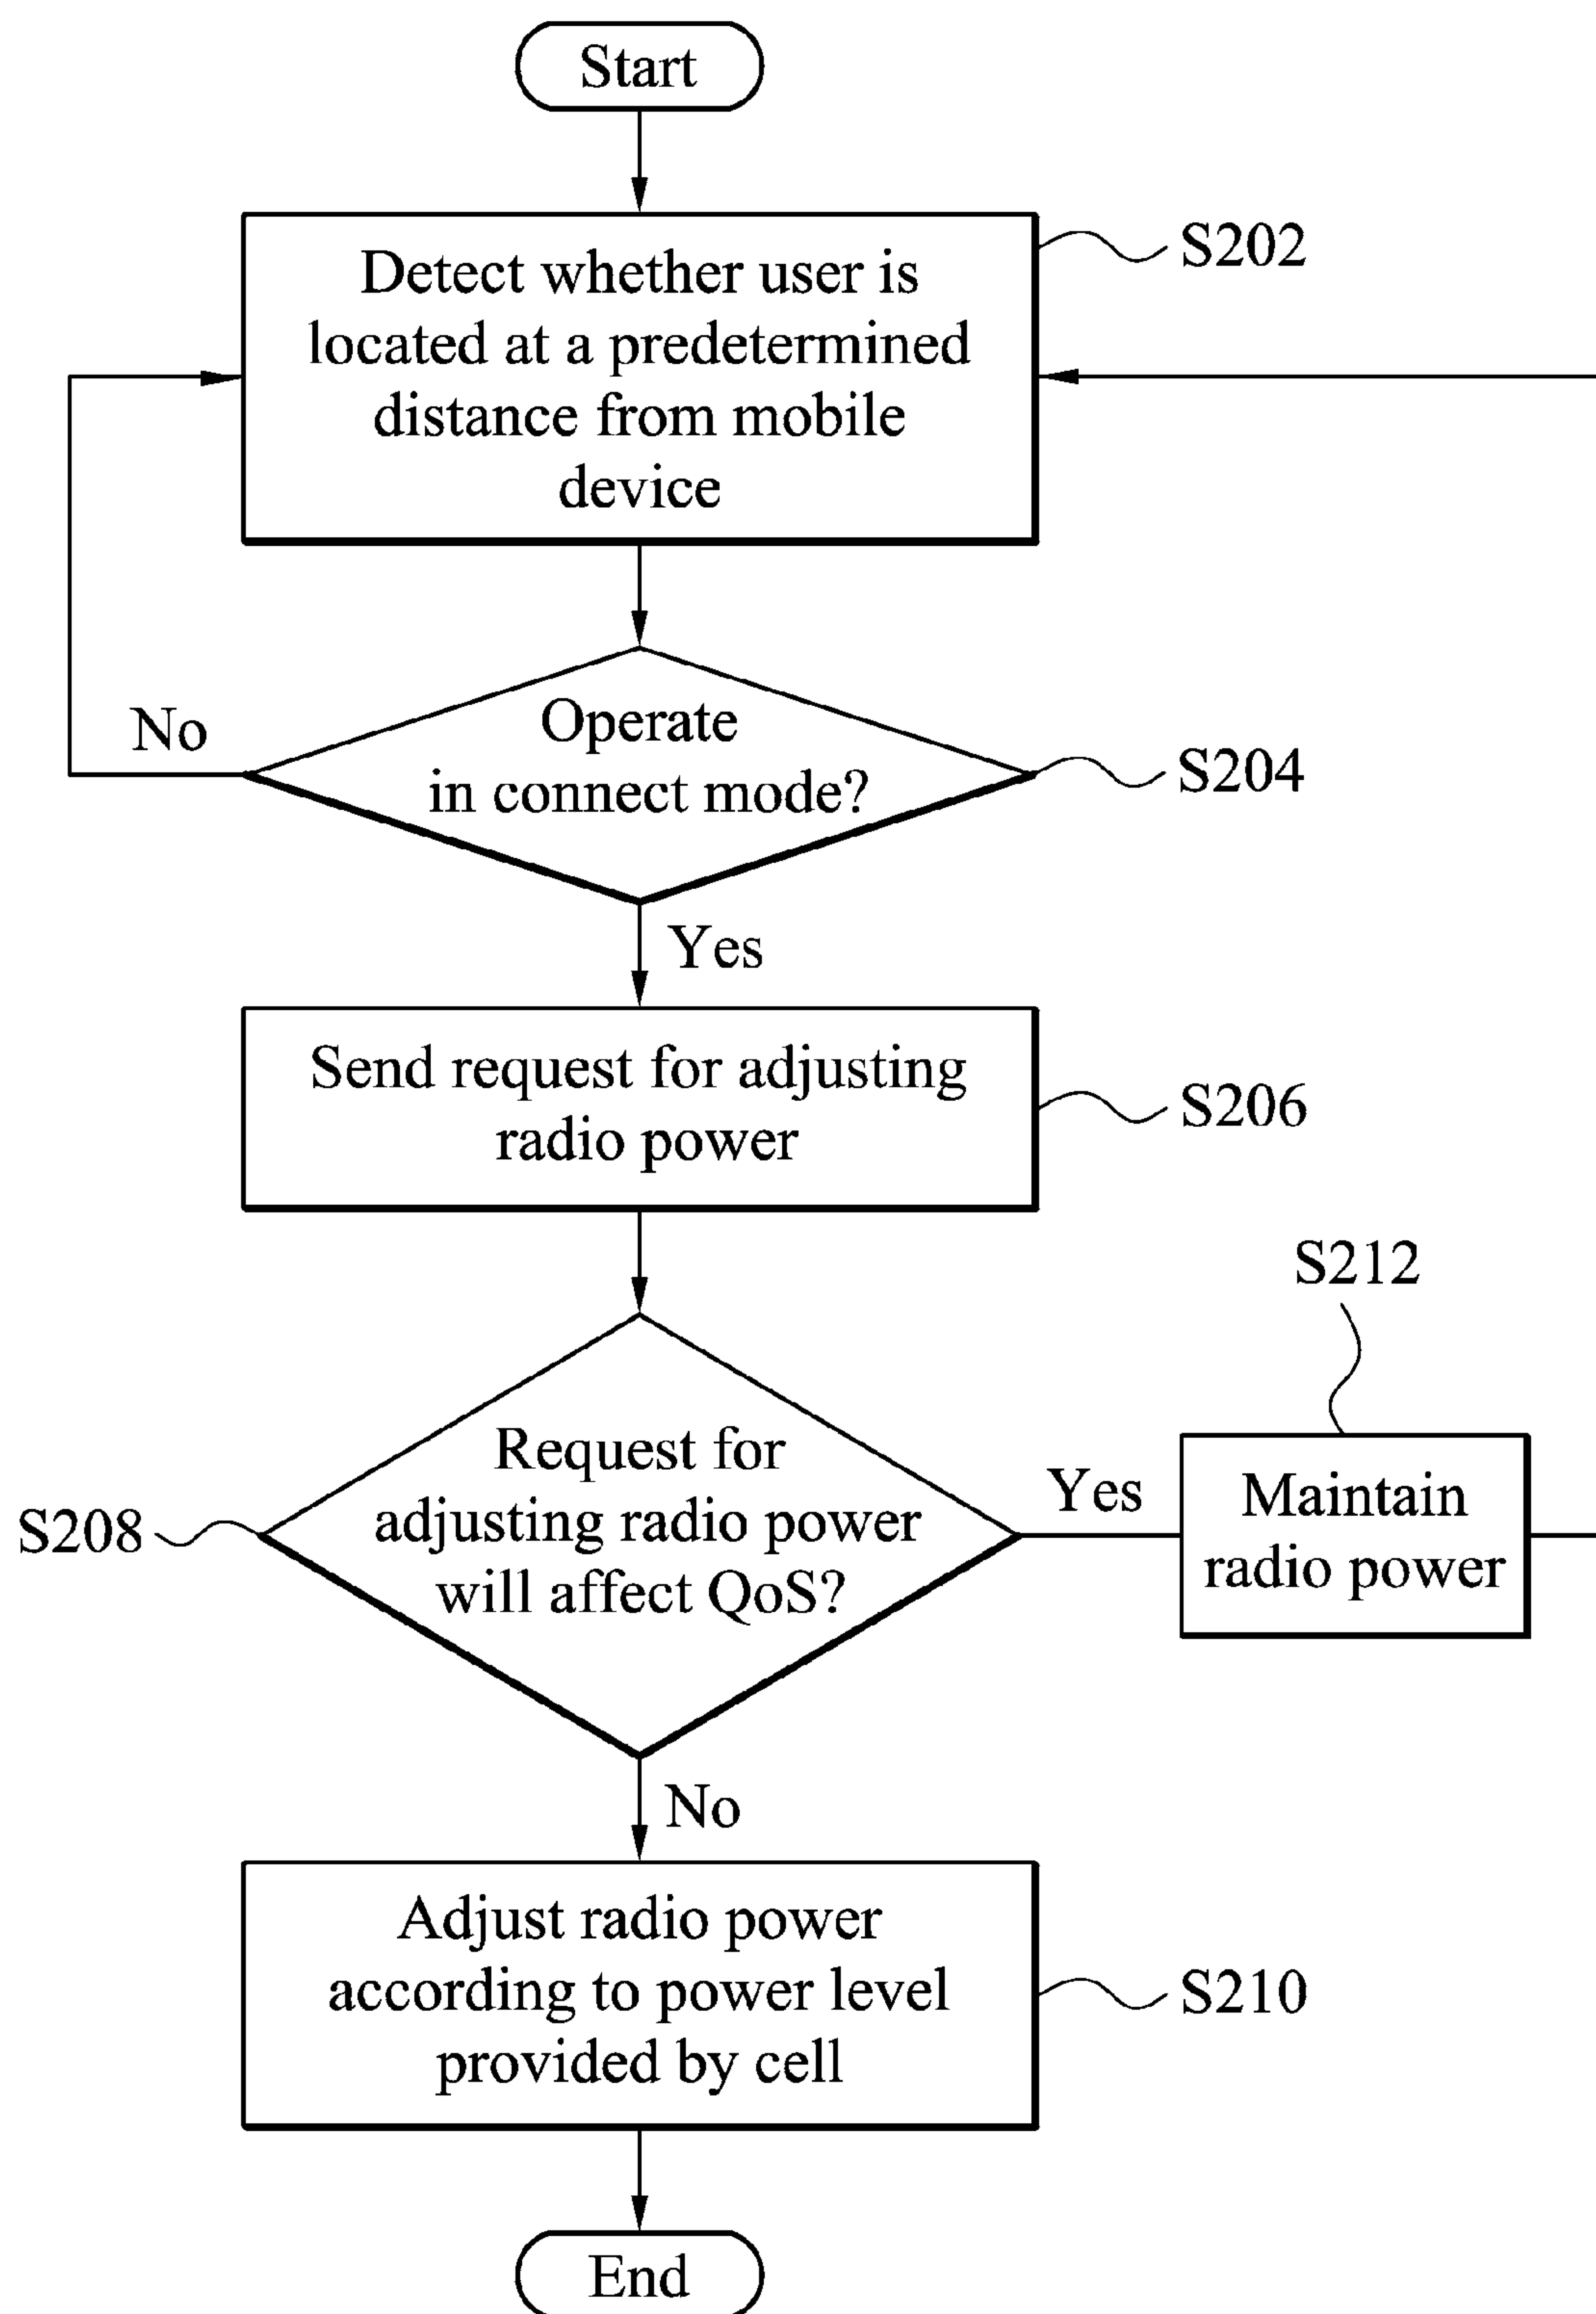 Start
Detect whether user is
located at a predetermined
distance from mobile
device
S202
Operate
in connect mode?
S204
No
Yes
Send request for adjusting
radio power
S206
Request for
adjusting radio power
will affect QoS?
S208
Yes
S212
Maintain
radio power
No
Adjust radio power
according to power level
provided by cell
S210
End